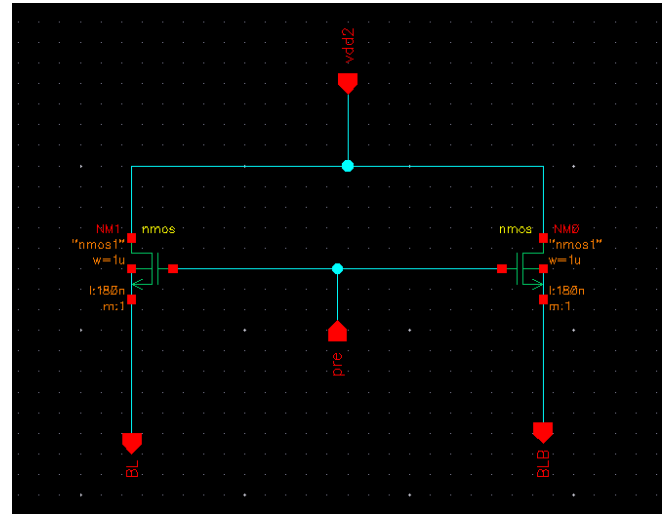 vdd2
NM1 nmos
"nmos1"
w=1u
l:180n
m:1
nmos NM0
"nmos1"
w=1u
l:180n
m:1
pre
BL
BLB